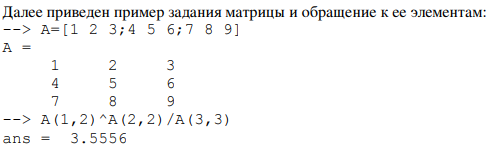 Далее приведен пример задания матрицы и обращение к ее элементам:
--> A=[1 2 3;4 5 6;7 8 9]
A =
1 2 3
4 5 6
7 8 9
--> A(1,2)^A(2,2)/A(3,3)
ans = 3.5556